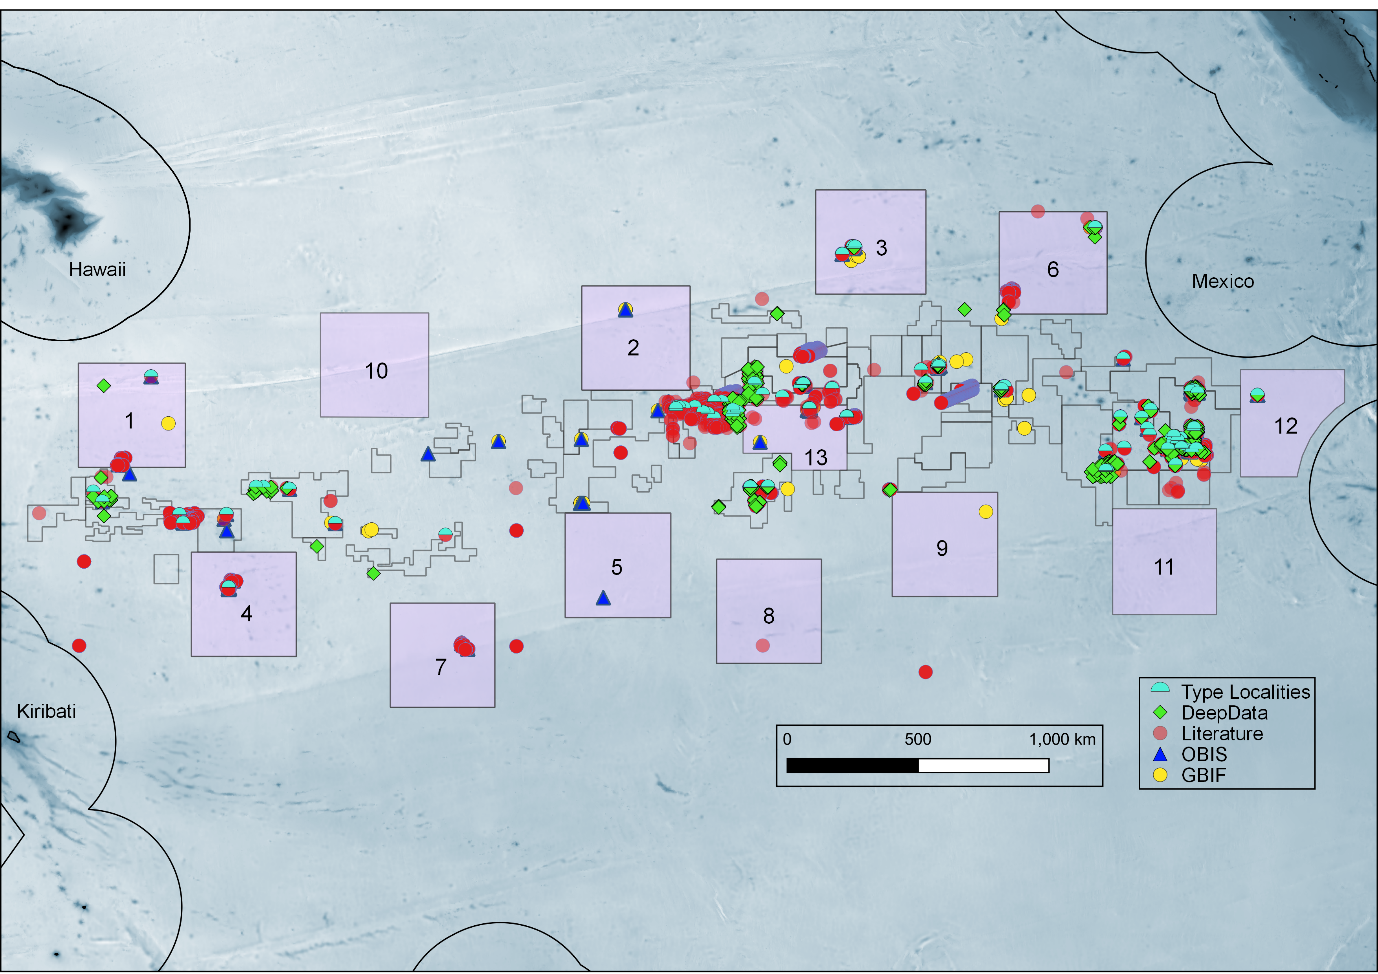 3
Hawaii
6
Mexico
2
10
1
12
13
9
5
11
4
8
7
Kiribati
Type Localities
DeepData
Literature
OBIS
GBIF
0 500 1,000 km